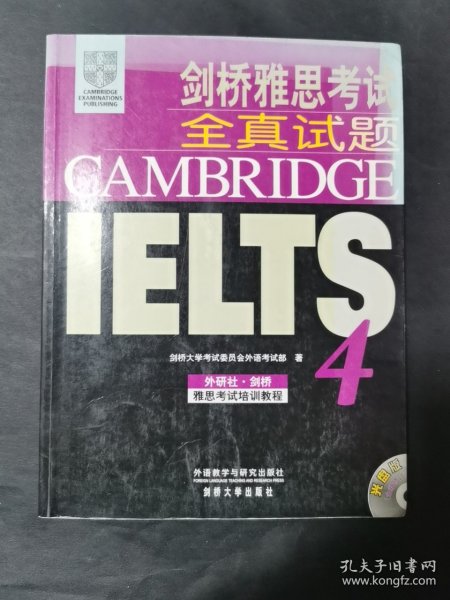 CAMBRIDGE
EXAMINATIONS
PUBLISHING
剑桥雅思考试
全真试题
CAMBRIDGE
IELTS
4
剑桥大学考试委员会外语考试部 著
外研社·剑桥
雅思考试培训教程
外语教学与研究出版社
FOREIGN LANGUAGE TEACHING AND RESEARCH PRESS
剑桥大学出版社
光盘版
孔夫子旧书网
www.kongfz.com